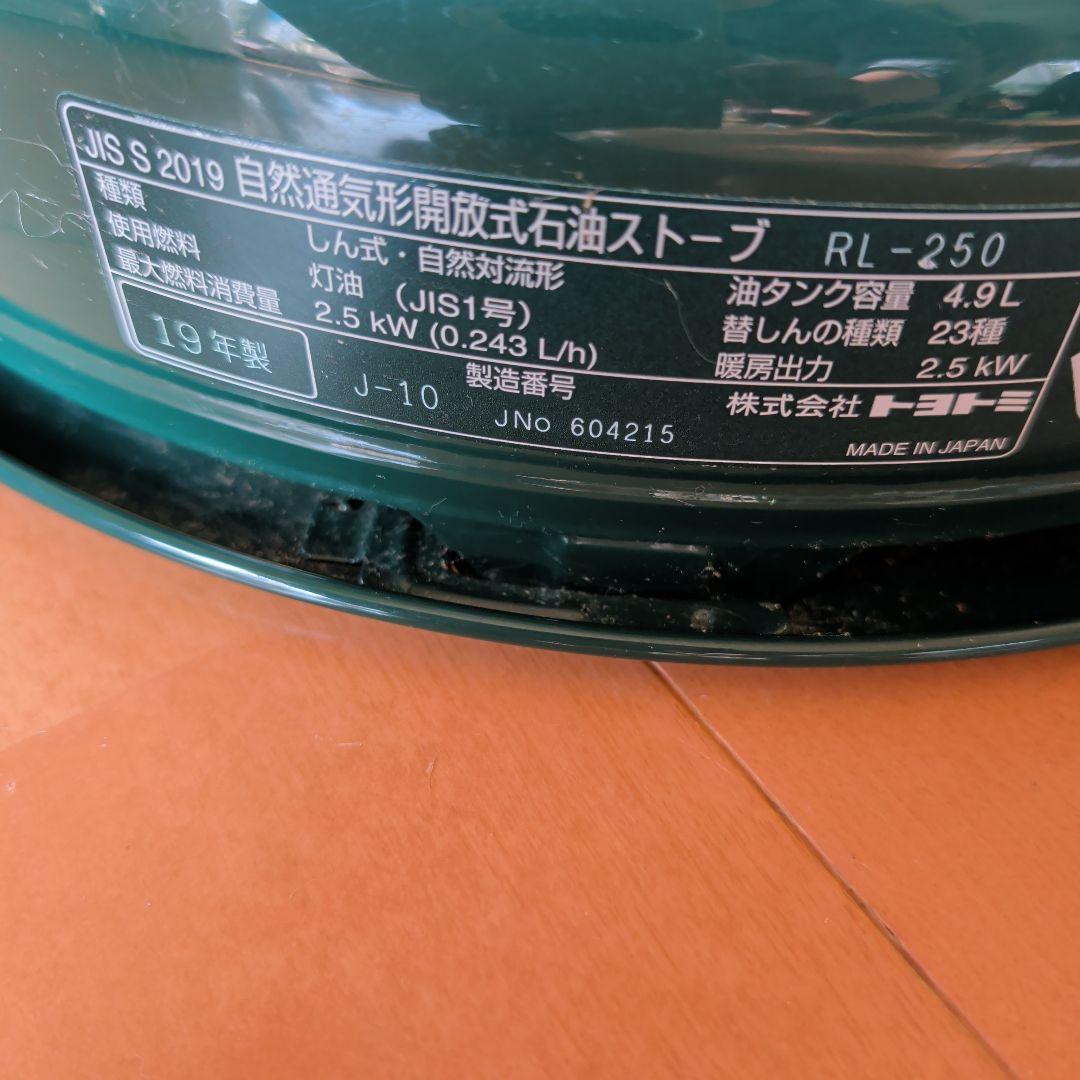 JIS S 2019 自然通気形開放式石油ストーブ RL-250
種類 しん式・自然対流形
使用燃料 灯油 (JIS1号)
最大燃料消費量 2.5 kW (0.243 L/h)
油タンク容量 4.9L
替しんの種類 23種
暖房出力 2.5 kW
19年製 J-10 製造番号
JNo 604215
株式会社トヨトミ
MADE IN JAPAN